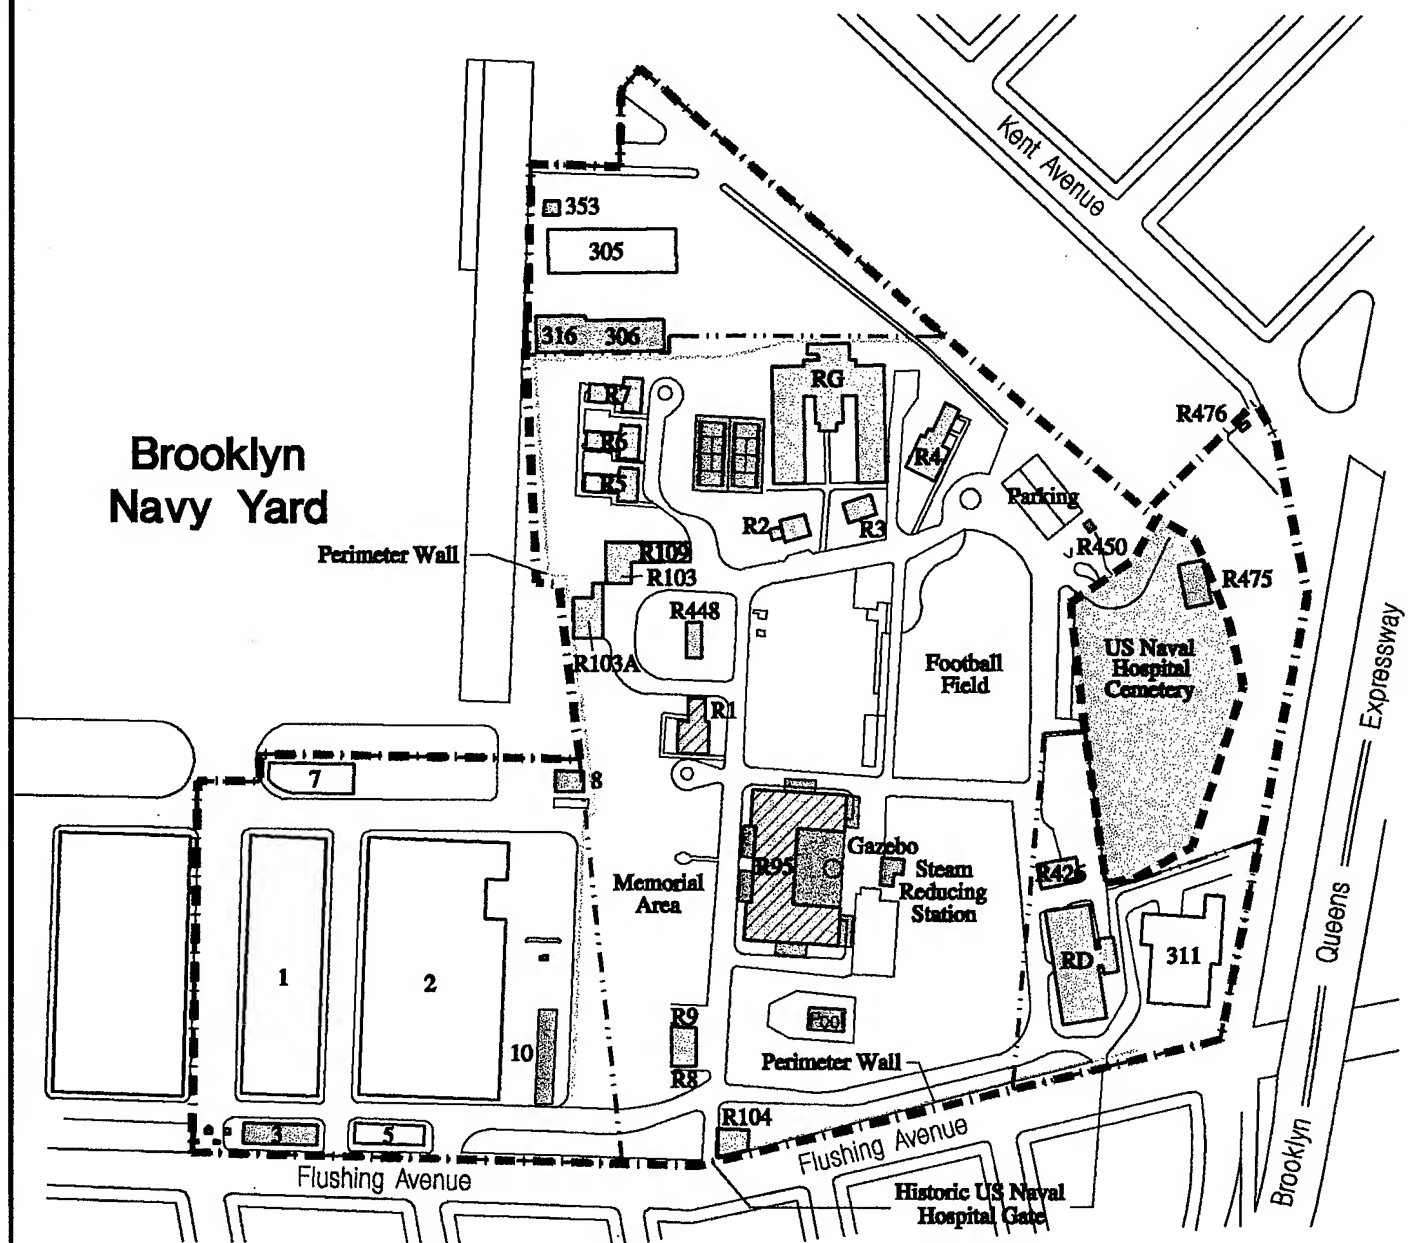 Kent Avenue
353
305
316
306
RG
R7
R476
R6
R4
R5
Parking
Brooklyn
Navy Yard
R2
R3
Perimeter Wall
R109
R450
R103
R475
R448
R103A
Football
Field
US Naval
Hospital
Cemetery
Expressway
R1
7
8
Gazebo
R95
R426
Steam
Reducing
Station
Memorial
Area
Queens
1
2
RD
311
R9
Pool
10
Perimeter Wall
R8
R104
3
5
Flushing Avenue
Flushing Avenue
Brooklyn
Historic US Naval
Hospital Gate